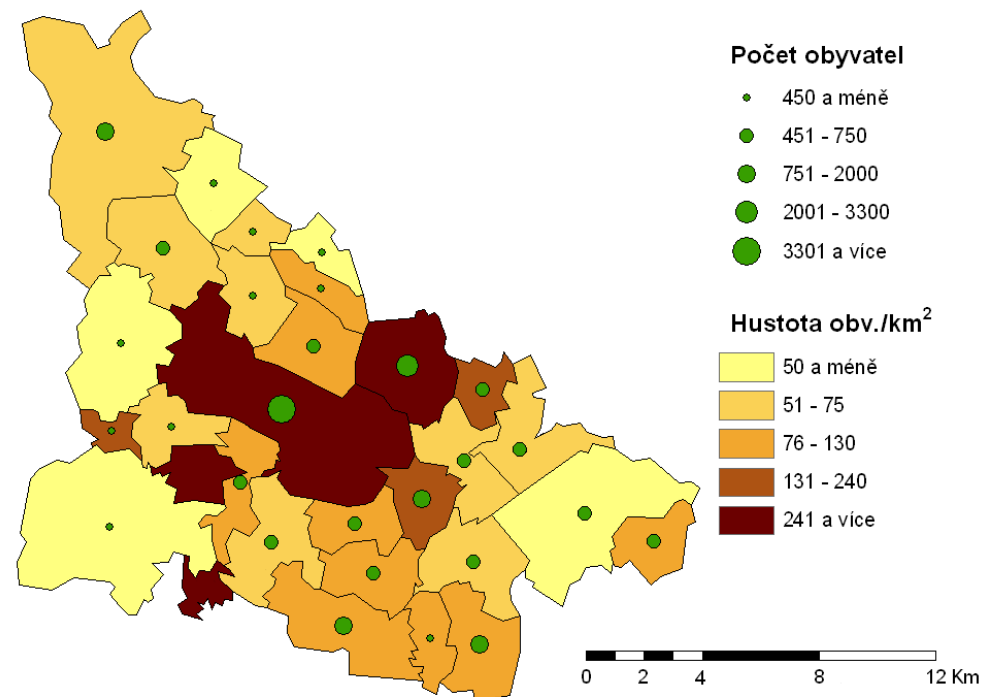 Počet obyvatel
450 a méně
451 - 750
751 - 2000
2001 - 3300
3301 a více
Hustota obv./km²
50 a méně
51 - 75
76 - 130
131 - 240
241 a více
0 2 4 8 12 Km